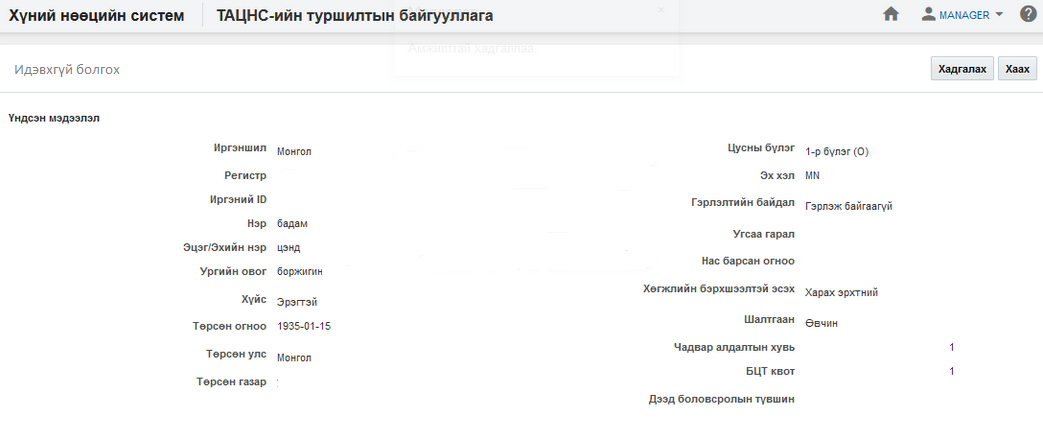 Хүний нөөцийн систем ТАЦНС-ийн туршилтын байгууллага MANAGER
Амжилттай хадгаллаа
Идэвхгүй болгох Хадгалах Хаах
Үндсэн мэдээлэл
Иргэншил Монгол
Регистр
Иргэний ID
Нэр бадам
Эцэг/Эхийн нэр цэнд
Ургийн овог боржигин
Хүйс Эрэгтэй
Төрсөн огноо 1935-01-15
Төрсөн улс Монгол
Төрсөн газар
Цусны бүлэг 1-р бүлэг (О)
Эх хэл MN
Гэрлэлтийн байдал Гэрлэж байгаагүй
Угсаа гарал
Нас барсан огноо
Хөгжлийн бэрхшээлтэй эсэх Харах эрхтний
Шалтгаан Өвчин
Чадвар алдалтын хувь 1
БЦТ квот 1
Дээд боловсролын түвшин